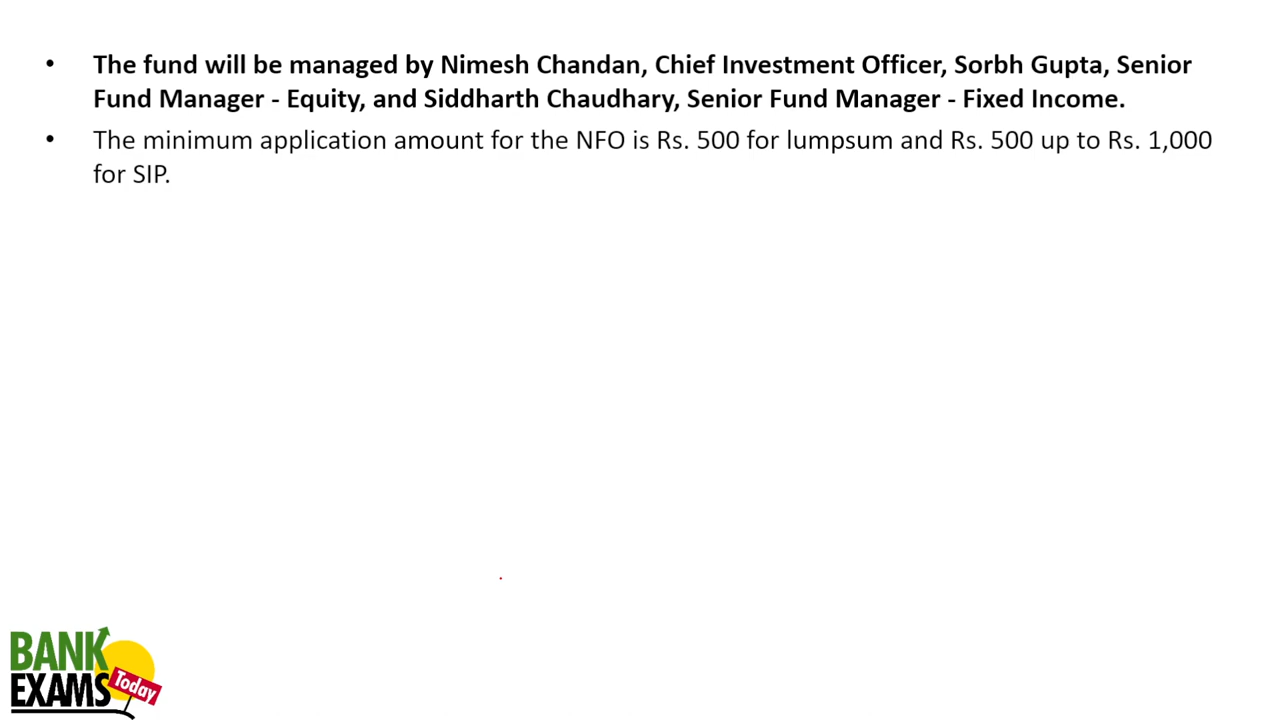 • The fund will be managed by Nimesh Chandan, Chief Investment Officer, Sorbh Gupta, Senior
Fund Manager - Equity, and Siddharth Chaudhary, Senior Fund Manager - Fixed Income.
• The minimum application amount for the NFO is Rs. 500 for lumpsum and Rs. 500 up to Rs. 1,000
for SIP.
BANK
EXAMS
Today